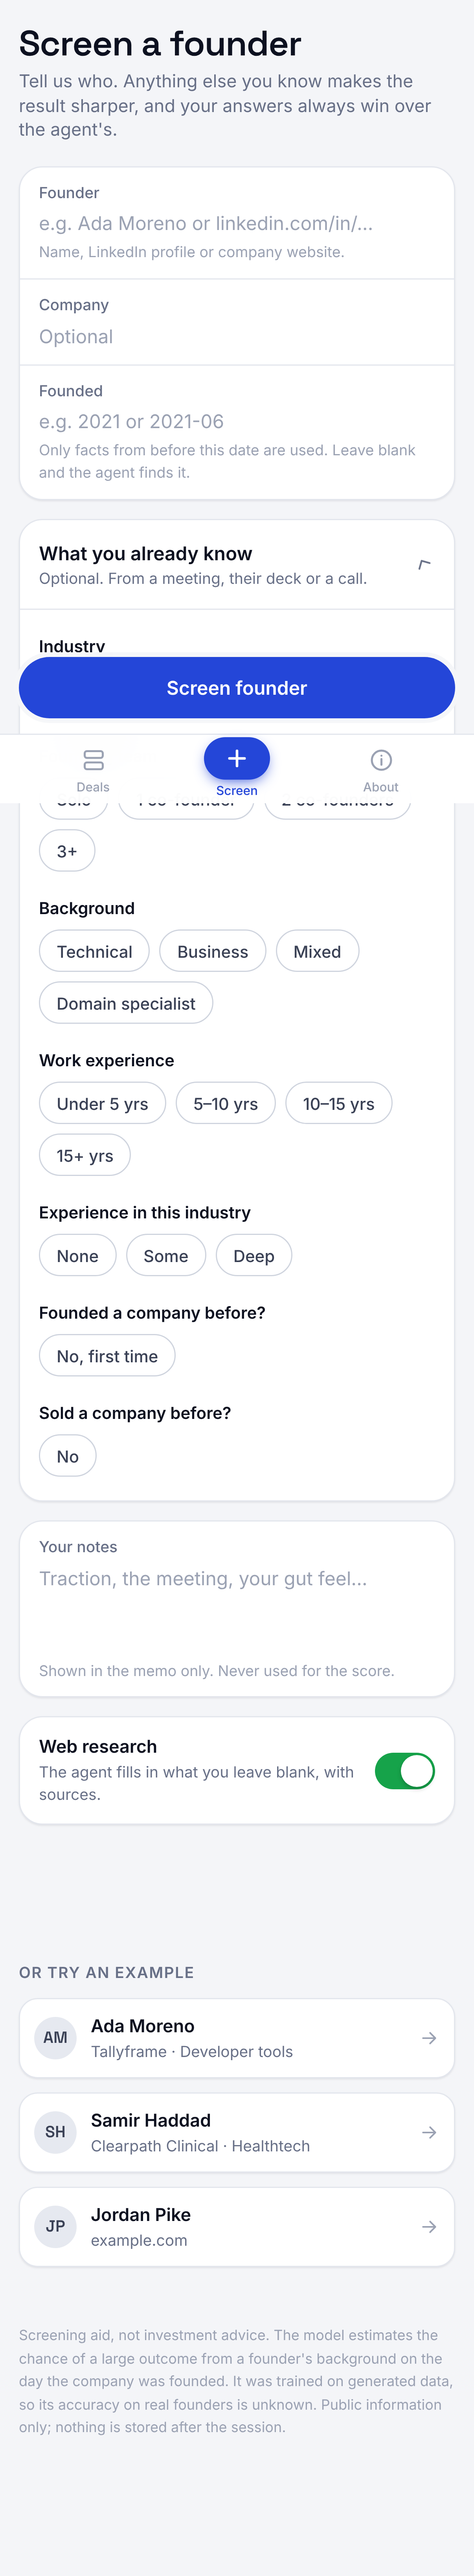 Screen a founder
Tell us who. Anything else you know makes the
result sharper, and your answers always win over
the agent's.
Founder
e.g. Ada Moreno or linkedin.com/in/...
Name, LinkedIn profile or company website.
Company
Optional
Founded
e.g. 2021 or 2021-06
Only facts from before this date are used. Leave blank
and the agent finds it.
What you already know
Optional. From a meeting, their deck or a call.
Industry
Screen founder
Deals
Screen
About
3+
Background
Technical
Business
Mixed
Domain specialist
Work experience
Under 5 yrs
5–10 yrs
10–15 yrs
15+ yrs
Experience in this industry
None
Some
Deep
Founded a company before?
No, first time
Sold a company before?
No
Your notes
Traction, the meeting, your gut feel...
Shown in the memo only. Never used for the score.
Web research
The agent fills in what you leave blank, with
sources.
OR TRY AN EXAMPLE
AM
Ada Moreno
Tallyframe · Developer tools
SH
Samir Haddad
Clearpath Clinical · Healthtech
JP
Jordan Pike
example.com
Screening aid, not investment advice. The model estimates the
chance of a large outcome from a founder's background on the
day the company was founded. It was trained on generated data,
so its accuracy on real founders is unknown. Public information
only; nothing is stored after the session.